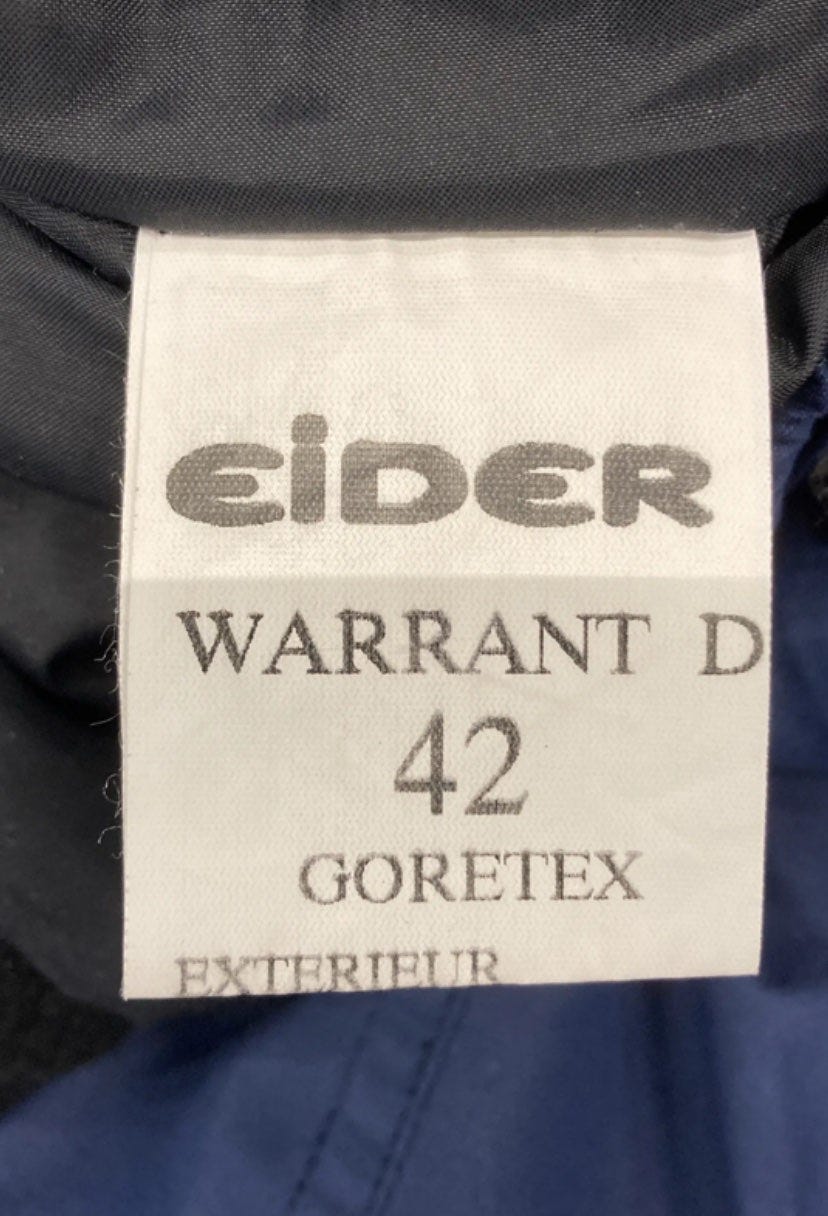 EiDER
WARRANT D
42
GORETEX
EXTERIEUR